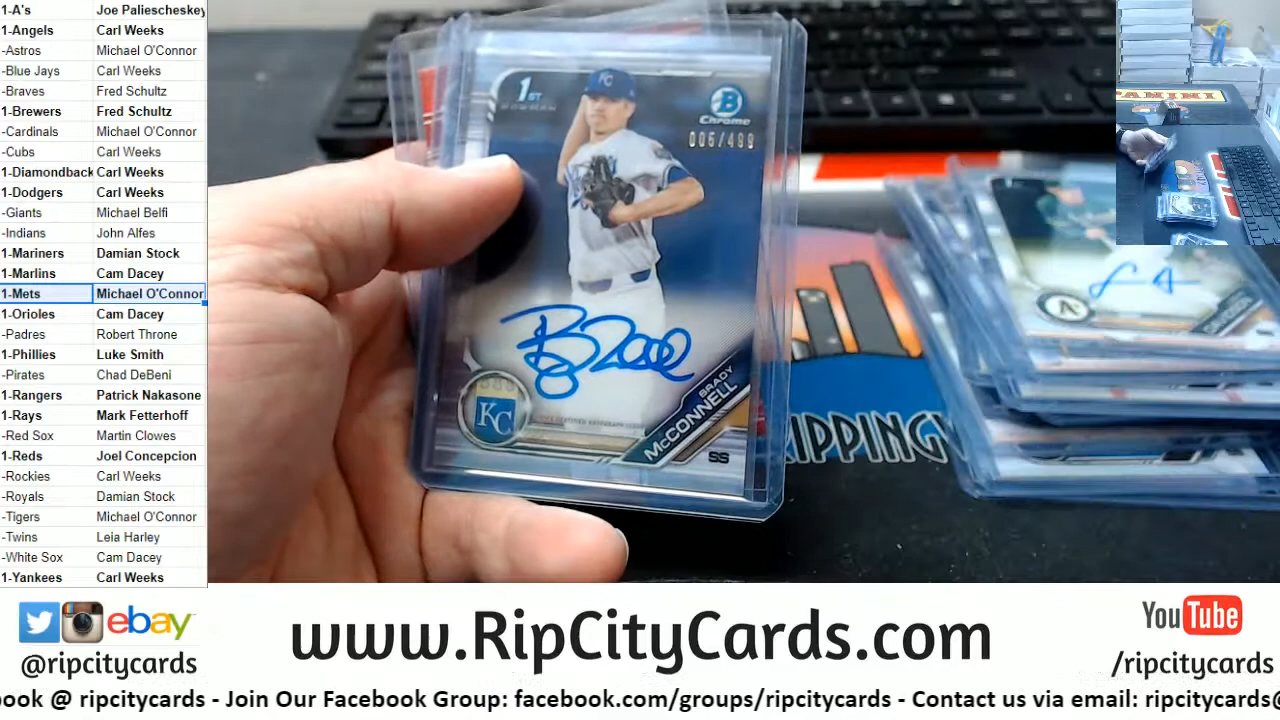 1-A's Joe Paliescheskey
1-Angels Carl Weeks
-Astros Michael O'Connor
-Blue Jays Carl Weeks
-Braves Fred Schultz
1-Brewers Fred Schultz
-Cardinals Michael O'Connor
-Cubs Carl Weeks
1-Diamondback Carl Weeks
1-Dodgers Carl Weeks
-Giants Michael Belfi
-Indians John Alfes
1-Mariners Damian Stock
1-Marlins Cam Dacey
1-Mets Michael O'Connor
1-Orioles Cam Dacey
-Padres Robert Throne
1-Phillies Luke Smith
-Pirates Chad DeBeni
1-Rangers Patrick Nakasone
1-Rays Mark Fetterhoff
-Red Sox Martin Clowes
1-Reds Joel Concepcion
-Rockies Carl Weeks
-Royals Damian Stock
-Tigers Michael O'Connor
-Twins Leia Harley
-White Sox Cam Dacey
1-Yankees Carl Weeks
1ST
BOWMAN
B
Chrome
006/499
KC
KC
BRADY
McCONNELL
SS
RIPPING
PANINI
ebay
@ripcitycards
www.RipCityCards.com
YouTube
/ripcitycards
book @ ripcitycards - Join Our Facebook Group: facebook.com/groups/ripcitycards - Contact us via email: ripcitycards@